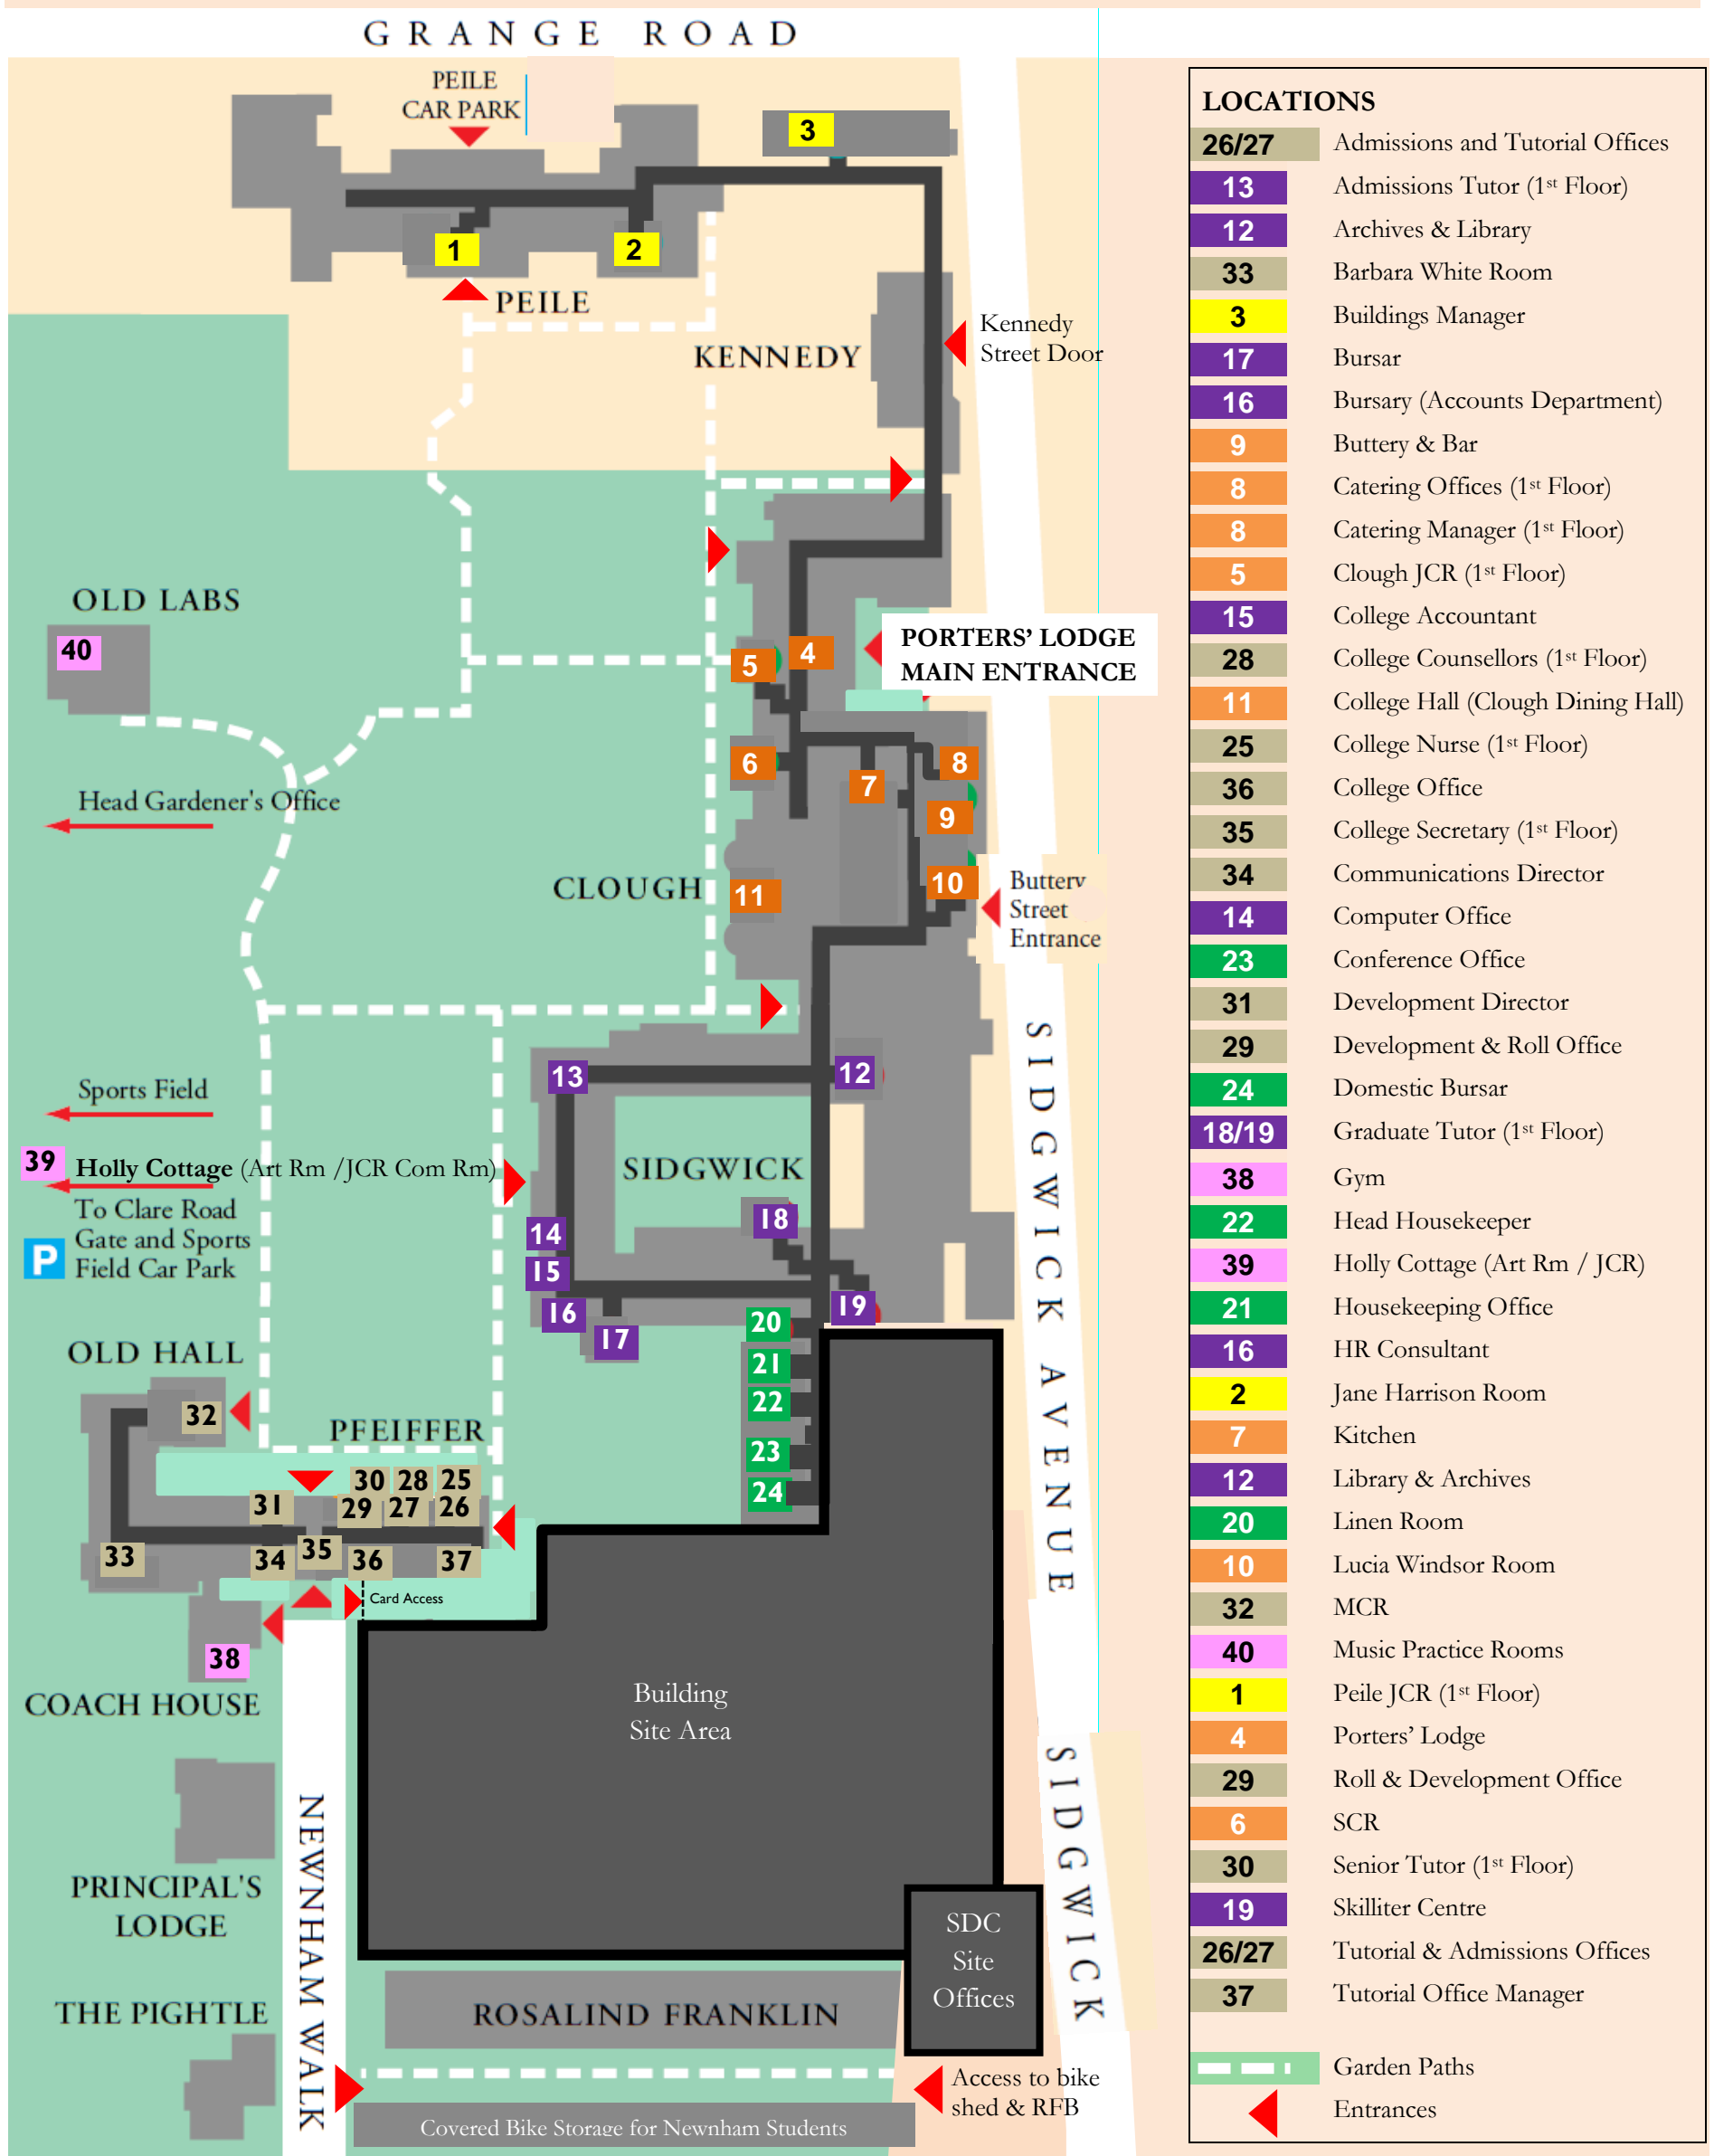 GRANGE ROAD
PEILE
CAR PARK
3
1
2
PEILE
KENNEDY
Kennedy
Street Door
OLD LABS
40
5
4
PORTERS’ LODGE
MAIN ENTRANCE
6
7
8
9
Head Gardener's Office
CLOUGH
11
10
Buttery
Street
Entrance
SIDGWICK AVENUE
13
12
Sports Field
39
Holly Cottage (Art Rm /JCR Com Rm)
SIDGWICK
To Clare Road
Gate and Sports
Field Car Park
P
14
15
16
17
18
19
20
21
22
23
24
OLD HALL
32
PFEIFFER
30
28
25
31
29
27
26
33
34
35
36
37
Card Access
38
COACH HOUSE
Building
Site Area
PRINCIPAL'S
LODGE
NEWNHAM WALK
SIDGWICK
SDC
Site
Offices
THE PIGHTLE
ROSALIND FRANKLIN
Access to bike
shed & RFB
Covered Bike Storage for Newnham Students
LOCATIONS
26/27 Admissions and Tutorial Offices
13 Admissions Tutor (1st Floor)
12 Archives & Library
33 Barbara White Room
3 Buildings Manager
17 Bursar
16 Bursary (Accounts Department)
9 Buttery & Bar
8 Catering Offices (1st Floor)
8 Catering Manager (1st Floor)
5 Clough JCR (1st Floor)
15 College Accountant
28 College Counsellors (1st Floor)
11 College Hall (Clough Dining Hall)
25 College Nurse (1st Floor)
36 College Office
35 College Secretary (1st Floor)
34 Communications Director
14 Computer Office
23 Conference Office
31 Development Director
29 Development & Roll Office
24 Domestic Bursar
18/19 Graduate Tutor (1st Floor)
38 Gym
22 Head Housekeeper
39 Holly Cottage (Art Rm / JCR)
21 Housekeeping Office
16 HR Consultant
2 Jane Harrison Room
7 Kitchen
12 Library & Archives
20 Linen Room
10 Lucia Windsor Room
32 MCR
40 Music Practice Rooms
1 Peile JCR (1st Floor)
4 Porters’ Lodge
29 Roll & Development Office
6 SCR
30 Senior Tutor (1st Floor)
19 Skilliter Centre
26/27 Tutorial & Admissions Offices
37 Tutorial Office Manager
Garden Paths
Entrances